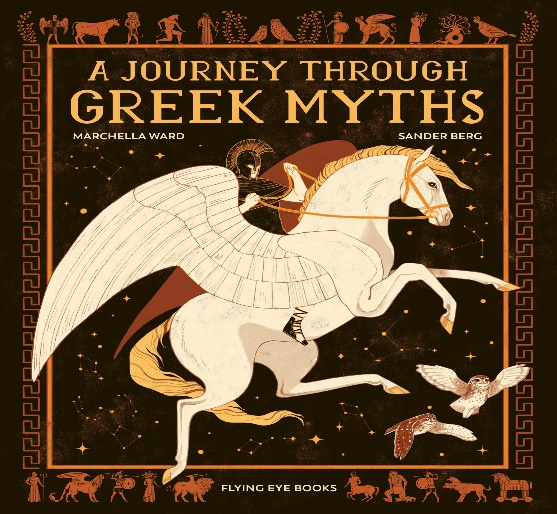 A JOURNEY THROUGH
GREEK MYTHS
MARCHELLA WARD SANDER BERG
FLYING EYE BOOKS